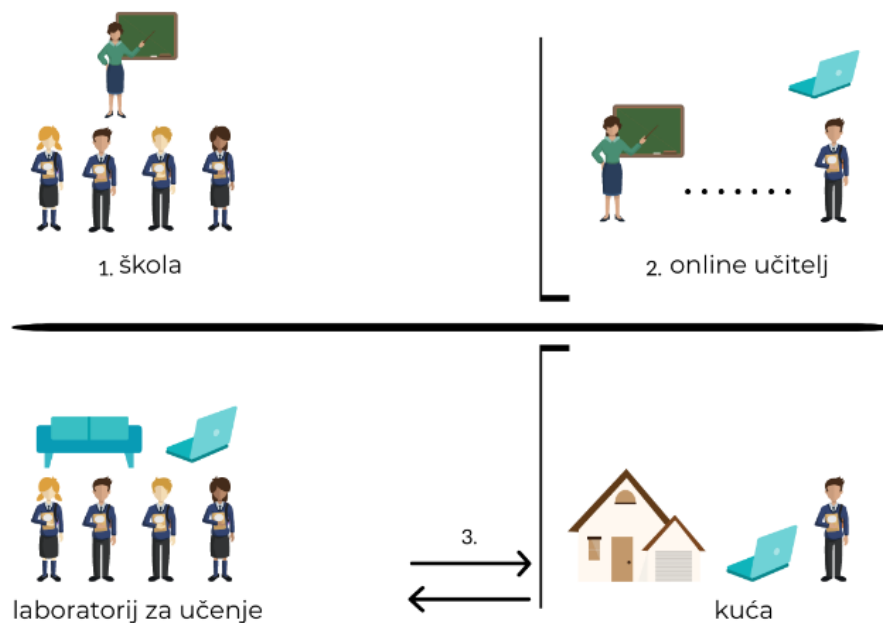 1. škola
2. online učitelj
3.
laboratorij za učenje
kuća